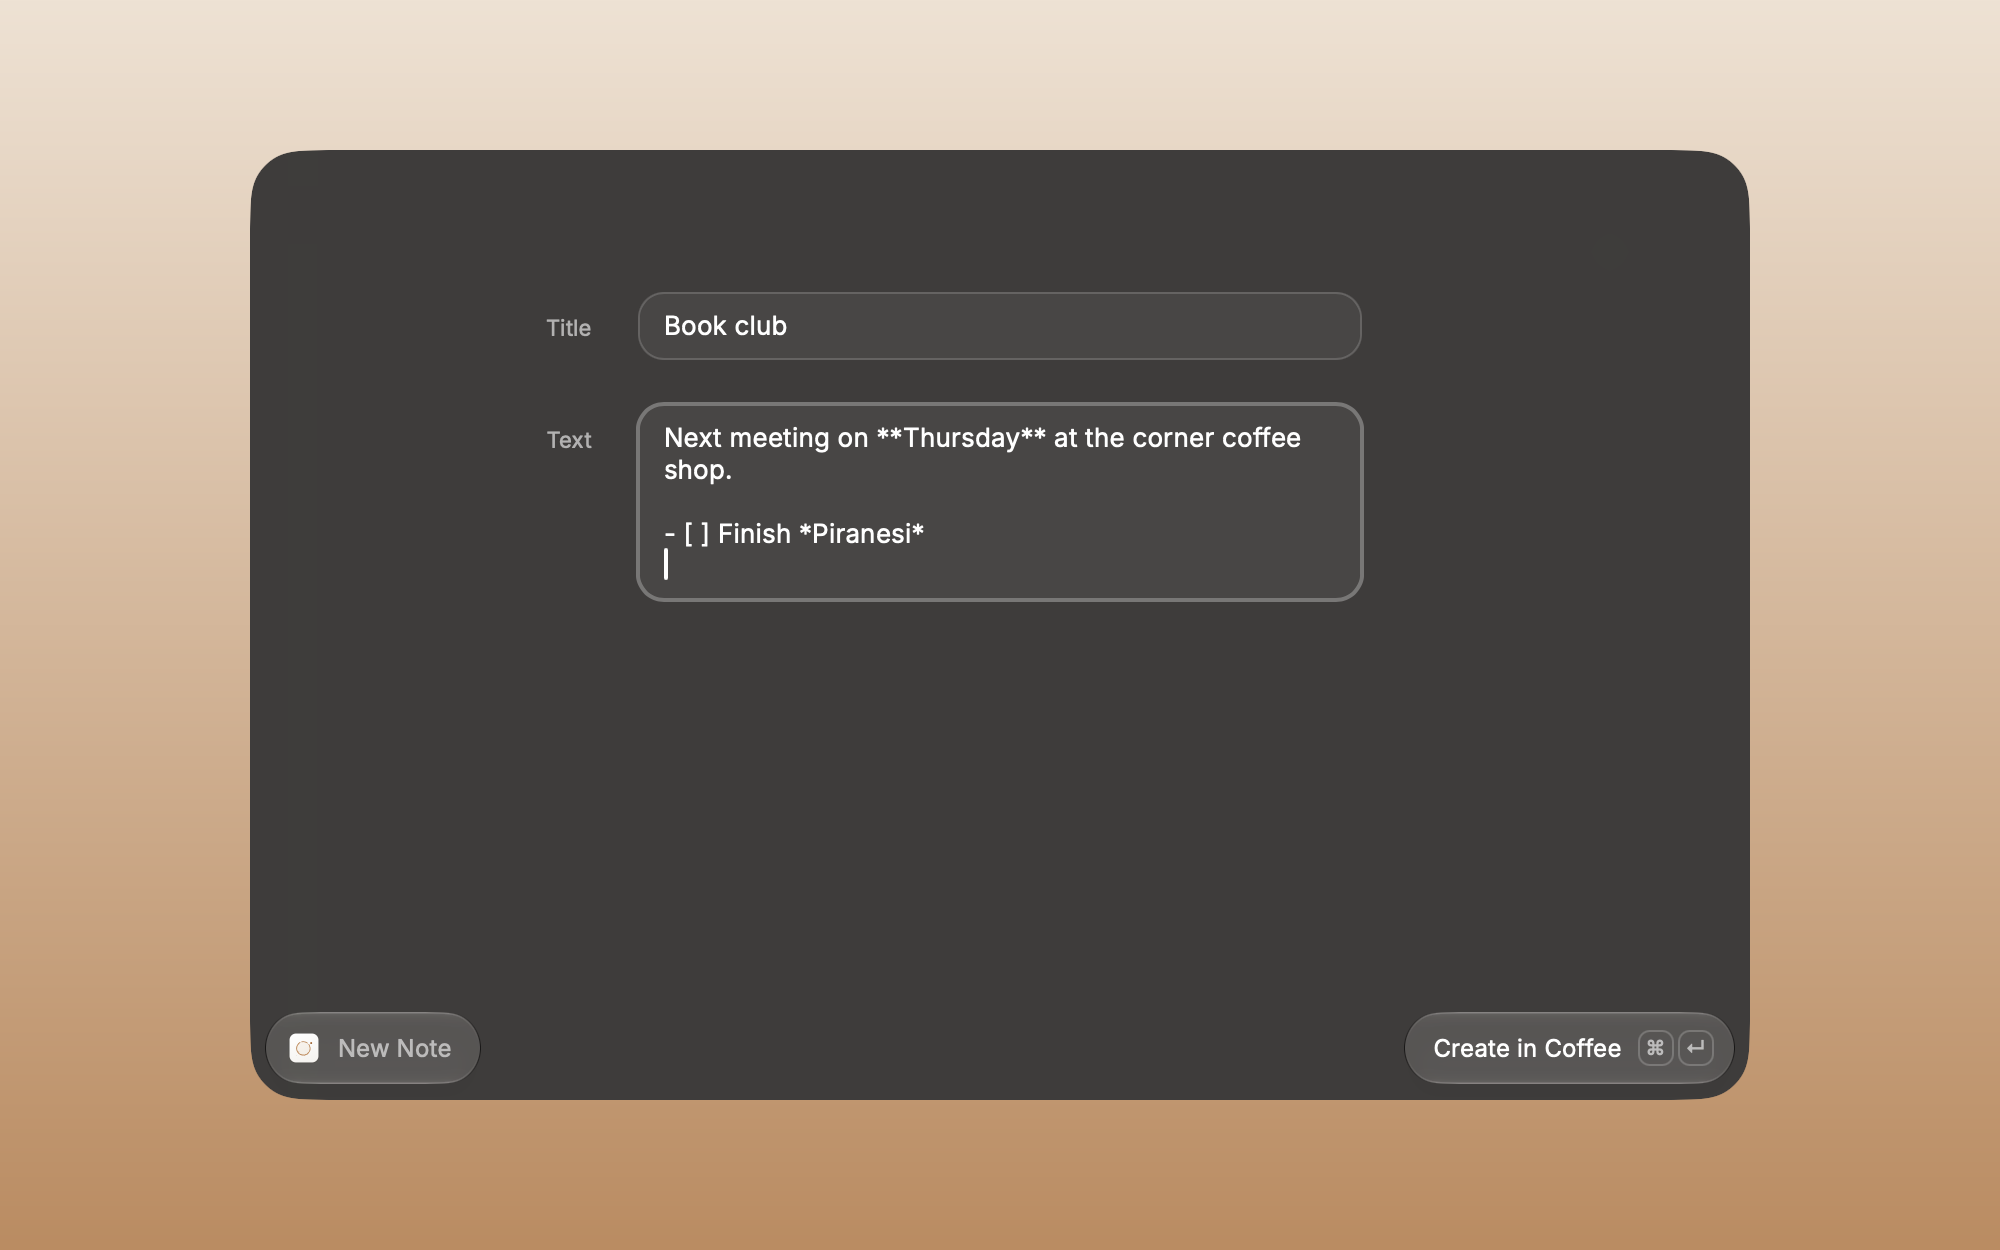 Title
Book club
Text
Next meeting on **Thursday** at the corner coffee
shop.
- [ ] Finish *Piranesi*
New Note
Create in Coffee ⌘ ↵